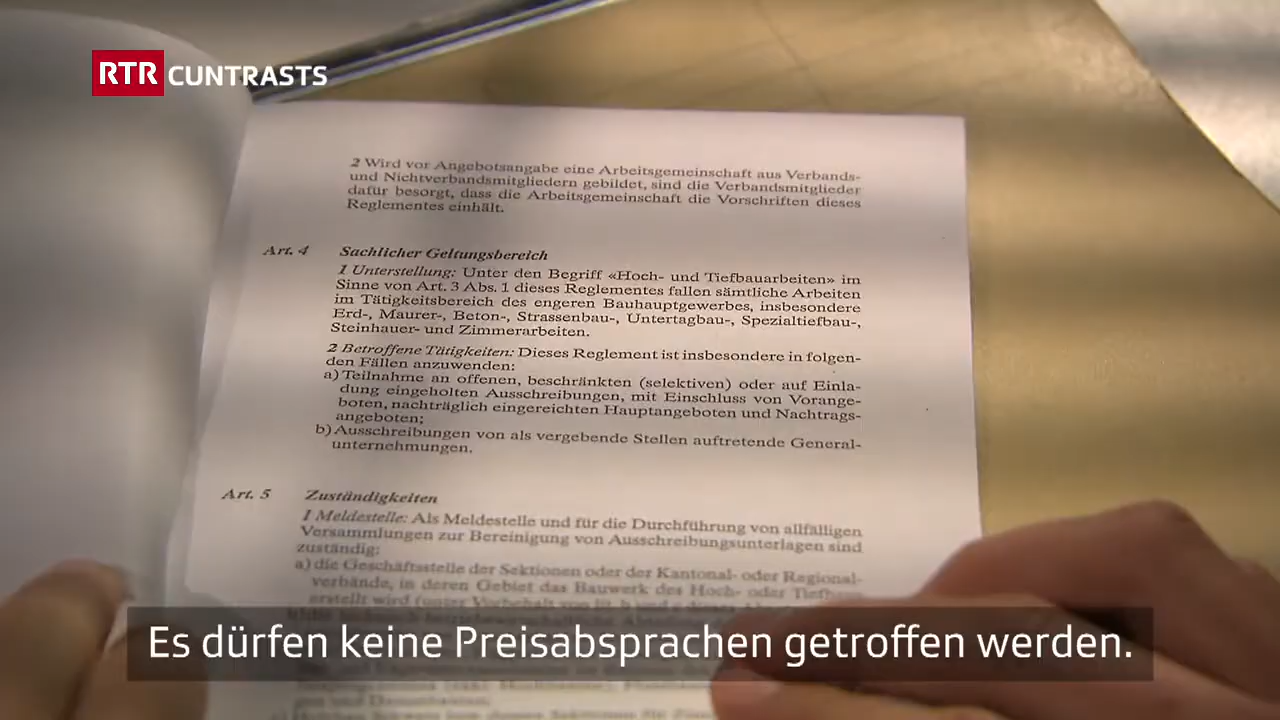 RTR CUNTRASTS
2 Wird vor Angebotsangabe eine Arbeitsgemeinschaft aus Verbands-
und Nichtverbandsmitgliedern gebildet, sind die Verbandsmitglieder
dafür besorgt, dass die Arbeitsgemeinschaft die Vorschriften dieses
Reglementes einhält.
Art. 4 Sachlicher Geltungsbereich
1 Unterstellung: Unter den Begriff «Hoch- und Tiefbauarbeiten» im
Sinne von Art. 3 Abs. 1 dieses Reglementes fallen sämtliche Arbeiten
im Tätigkeitsbereich des engeren Bauhauptgewerbes, insbesondere
Erd-, Maurer-, Beton-, Strassenbau-, Untertagbau-, Spezialtiefbau-,
Steinhauer- und Zimmerarbeiten.
2 Betroffene Tätigkeiten: Dieses Reglement ist insbesondere in folgen-
den Fällen anzuwenden:
a) Teilnahme an offenen, beschränkten (selektiven) oder auf Einla-
dung eingeholten Ausschreibungen, mit Einschluss von Vorange-
boten, nachträglich eingereichten Hauptangeboten und Nachtrags-
angeboten;
b) Ausschreibungen von als vergebende Stellen auftretende General-
unternehmungen.
Art. 5 Zuständigkeiten
1 Meldestelle: Als Meldestelle und für die Durchführung von allfälligen
Versammlungen zur Bereinigung von Ausschreibungsunterlagen sind
zuständig:
a) die Geschäftsstelle der Sektionen oder der Kantonal- oder Regional-
verbände, in deren Gebiet das Bauwerk des Hoch- oder Tiefbaus
erstellt wird (unter Vorbehalt von lit. b und c
Es dürfen keine Preisabsprachen getroffen werden.